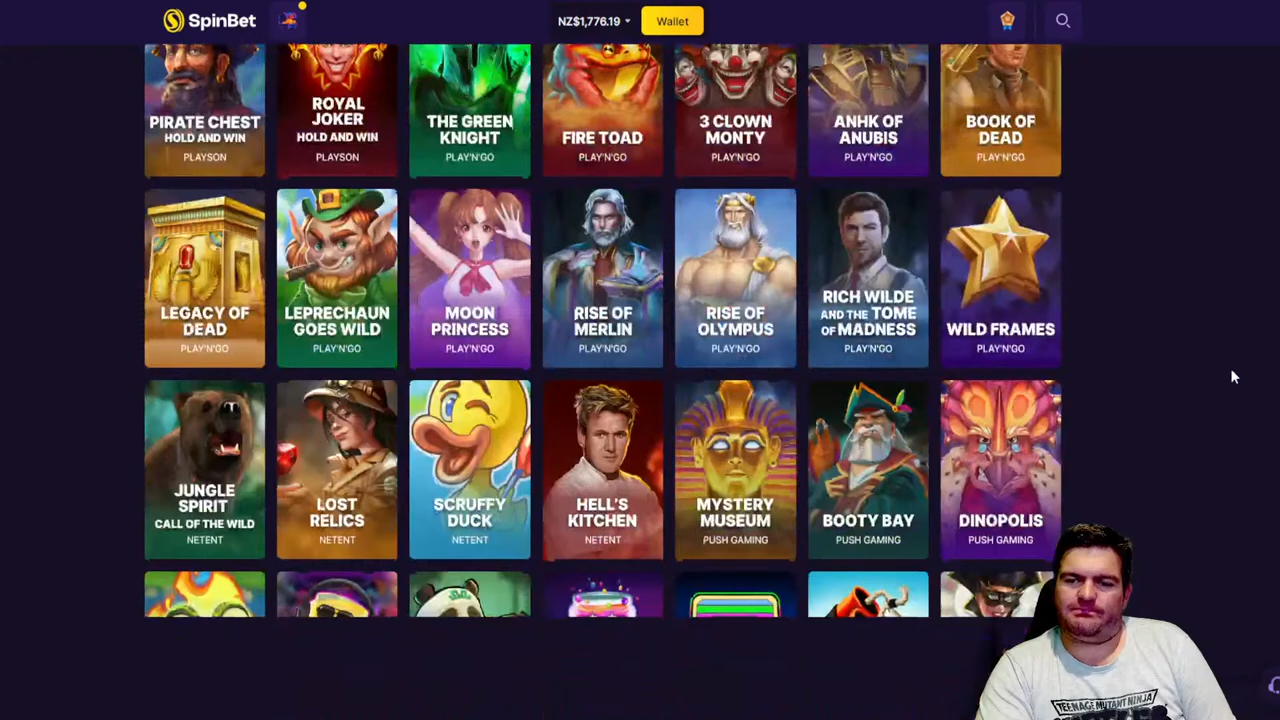 SpinBet
NZ$1,776.19
Wallet
PIRATE CHEST
HOLD AND WIN
PLAYSON
ROYAL
JOKER
HOLD AND WIN
PLAYSON
THE GREEN
KNIGHT
PLAY'N'GO
FIRE TOAD
PLAY'N'GO
3 CLOWN
MONTY
PLAY'N'GO
ANHK OF
ANUBIS
PLAY'N'GO
BOOK OF
DEAD
PLAY'N'GO
LEGACY OF
DEAD
PLAY'N'GO
LEPRECHAUN
GOES WILD
PLAY'N'GO
MOON
PRINCESS
PLAY'N'GO
RISE OF
MERLIN
PLAY'N'GO
RISE OF
OLYMPUS
PLAY'N'GO
RICH WILDE
AND THE TOME
OF MADNESS
PLAY'N'GO
WILD FRAMES
PLAY'N'GO
JUNGLE
SPIRIT
CALL OF THE WILD
NETENT
LOST
RELICS
NETENT
SCRUFFY
DUCK
NETENT
HELL'S
KITCHEN
NETENT
MYSTERY
MUSEUM
PUSH GAMING
BOOTY BAY
PUSH GAMING
DINOPOLIS
PUSH GAMING
TEENAGE MUTANT NINJA